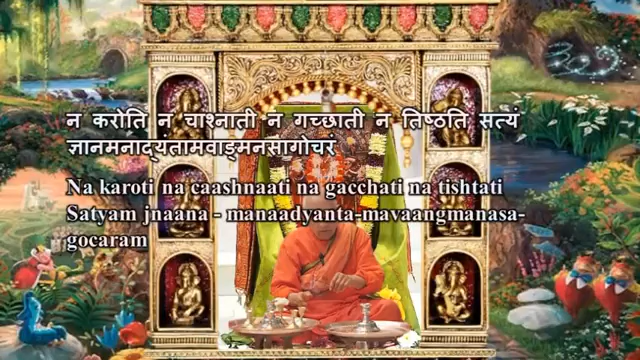 न करोति न चाश्नाती न गच्छाती न तिष्ठति सत्यं
ज्ञानमनाद्यंतामवाङ्मनसागोचरं
Na karoti na caashnaati na gacchati na tishtati
Satyam jnaana - manaadyanta-mavaangmanasa-
gocaram